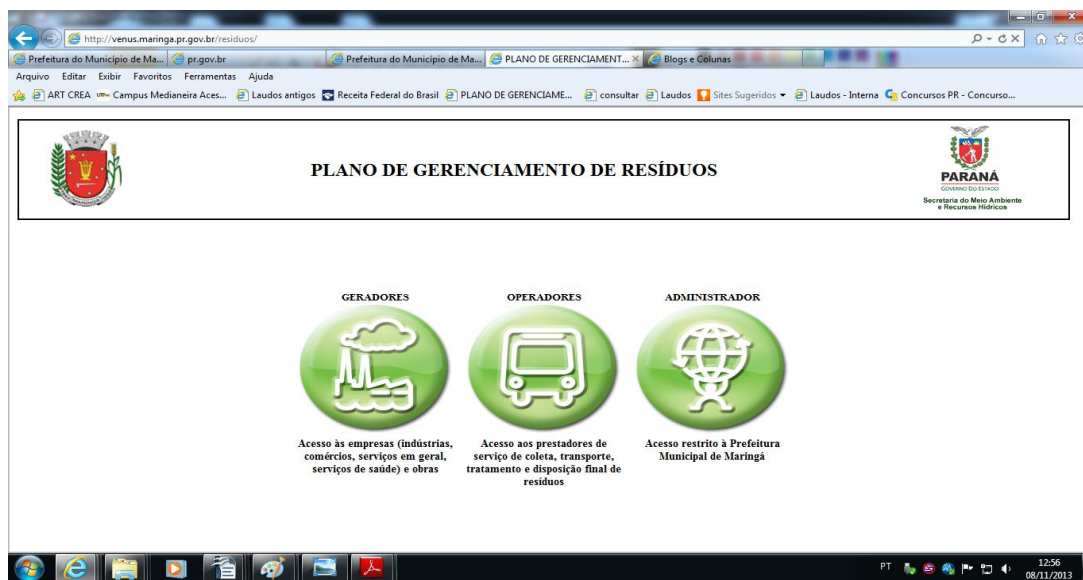 http://venus.maringa.pr.gov.br/residuos/
Prefeitura do Município de Ma...
pr.gov.br
Prefeitura do Município de Ma...
PLANO DE GERENCIAMENT...
Blogs e Colunas
Arquivo Editar Exibir Favoritos Ferramentas Ajuda
ART CREA
Campus Medianeira Aces...
Laudos antigos
Receita Federal do Brasil
PLANO DE GERENCIAME...
consultar
Laudos
Sites Sugeridos
Laudos - Interna
Concursos PR - Concurso...
PLANO DE GERENCIAMENTO DE RESÍDUOS
PARANÁ
GOVERNO DO ESTADO
Secretaria do Meio Ambiente
e Recursos Hídricos
GERADORES
Acesso às empresas (indústrias,
comércios, serviços em geral,
serviços de saúde) e obras
OPERADORES
Acesso aos prestadores de
serviço de coleta, transporte,
tratamento e disposição final de
resíduos
ADMINISTRADOR
Acesso restrito à Prefeitura
Municipal de Maringá
PT
12:56
08/11/2013